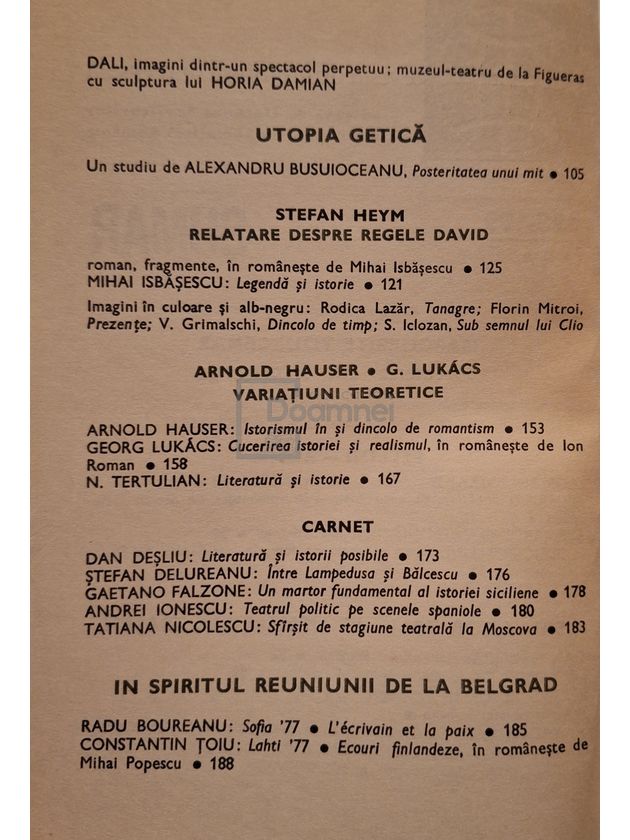 DALI, imagini dintr-un spectacol perpetuu; muzeul-teatru de la Figueras
cu sculptura lui HORIA DAMIAN
UTOPIA GETICĂ
Un studiu de ALEXANDRU BUSUIOCEANU, Posteritatea unui mit ● 105
STEFAN HEYM
RELATARE DESPRE REGELE DAVID
roman, fragmente, în românește de Mihai Isbășescu ● 125
MIHAI ISBĂȘESCU: Legendă și istorie ● 121
Imagini în culoare și alb-negru: Rodica Lazăr, Tanagre; Florin Mitroi,
Prezențe; V. Grimalschi, Dincolo de timp; S. Iclozan, Sub semnul lui Clio
ARNOLD HAUSER ● G. LUKÁCS
VARIAȚIUNI TEORETICE
Doamnei
ARNOLD HAUSER: Istorismul în și dincolo de romantism ● 153
GEORG LUKÁCS: Cucerirea istoriei și realismul, în românește de Ion
Roman ● 158
N. TERTULIAN: Literatură și istorie ● 167
CARNET
DAN DEȘLIU: Literatură și istorii posibile ● 173
ȘTEFAN DELUREANU: Între Lampedusa și Bălcescu ● 176
GAETANO FALZONE: Un martor fundamental al istoriei siciliene ● 178
ANDREI IONESCU: Teatrul politic pe scenele spaniole ● 180
TATIANA NICOLESCU: Sfîrșit de stagiune teatrală la Moscova ● 183
IN SPIRITUL REUNIUNII DE LA BELGRAD
RADU BOUREANU: Sofia '77 ● L'écrivain et la paix ● 185
CONSTANTIN ȚOIU: Lahti '77 ● Ecouri finlandeze, în românește de
Mihai Popescu ● 188